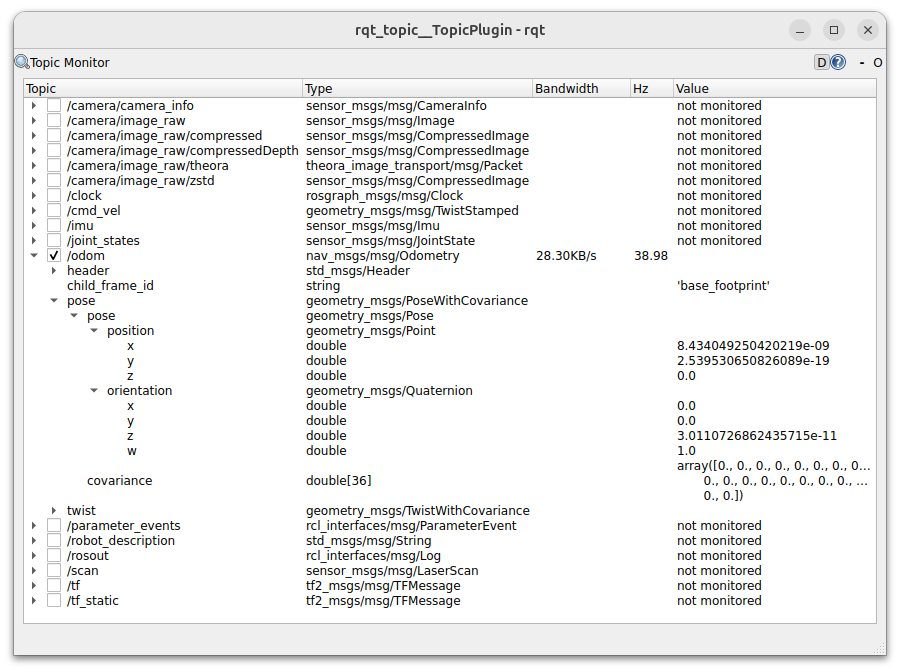 rqt_topic__TopicPlugin - rqt
Topic Monitor D ? - O
Topic Type Bandwidth Hz Value
/camera/camera_info sensor_msgs/msg/CameraInfo not monitored
/camera/image_raw sensor_msgs/msg/Image not monitored
/camera/image_raw/compressed sensor_msgs/msg/CompressedImage not monitored
/camera/image_raw/compressedDepth sensor_msgs/msg/CompressedImage not monitored
/camera/image_raw/theora theora_image_transport/msg/Packet not monitored
/camera/image_raw/zstd sensor_msgs/msg/CompressedImage not monitored
/clock rosgraph_msgs/msg/Clock not monitored
/cmd_vel geometry_msgs/msg/TwistStamped not monitored
/imu sensor_msgs/msg/Imu not monitored
/joint_states sensor_msgs/msg/JointState not monitored
/odom nav_msgs/msg/Odometry 28.30KB/s 38.98
header std_msgs/Header
child_frame_id string 'base_footprint'
pose geometry_msgs/PoseWithCovariance
pose geometry_msgs/Pose
position geometry_msgs/Point
x double 8.434049250420219e-09
y double 2.539530650826089e-19
z double 0.0
orientation geometry_msgs/Quaternion
x double 0.0
y double 0.0
z double 3.0110726862435715e-11
w double 1.0
array([0., 0., 0., 0., 0., 0., 0., 0...
covariance double[36] 0., 0., 0., 0., 0., 0., 0., 0., ...
0., 0.])
twist geometry_msgs/TwistWithCovariance
/parameter_events rcl_interfaces/msg/ParameterEvent not monitored
/robot_description std_msgs/msg/String not monitored
/rosout rcl_interfaces/msg/Log not monitored
/scan sensor_msgs/msg/LaserScan not monitored
/tf tf2_msgs/msg/TFMessage not monitored
/tf_static tf2_msgs/msg/TFMessage not monitored